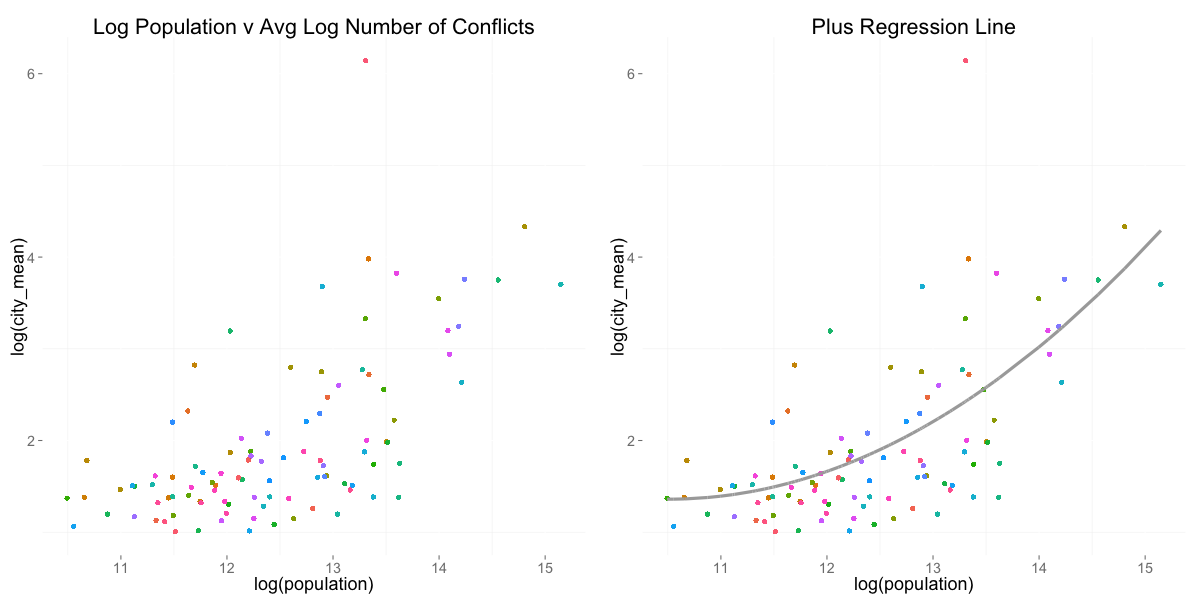 Log Population v Avg Log Number of Conflicts
6
4
2
log(city_mean)
11 12 13 14 15
log(population)
Plus Regression Line
6
4
2
log(city_mean)
11 12 13 14 15
log(population)